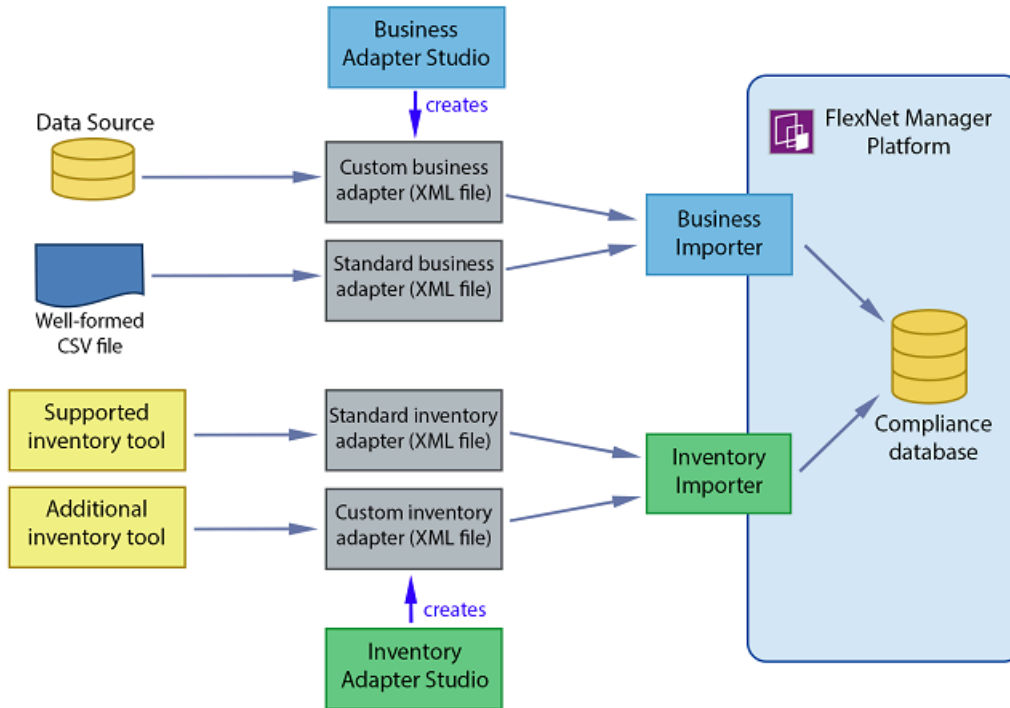 Business
Adapter Studio
creates
Data Source
Custom business
adapter (XML file)
FlexNet Manager
Platform
Business
Importer
Standard business
adapter (XML file)
Well-formed
CSV file
Supported
inventory tool
Standard inventory
adapter (XML file)
Compliance
database
Inventory
Importer
Additional
inventory tool
Custom inventory
adapter (XML file)
creates
Inventory
Adapter Studio